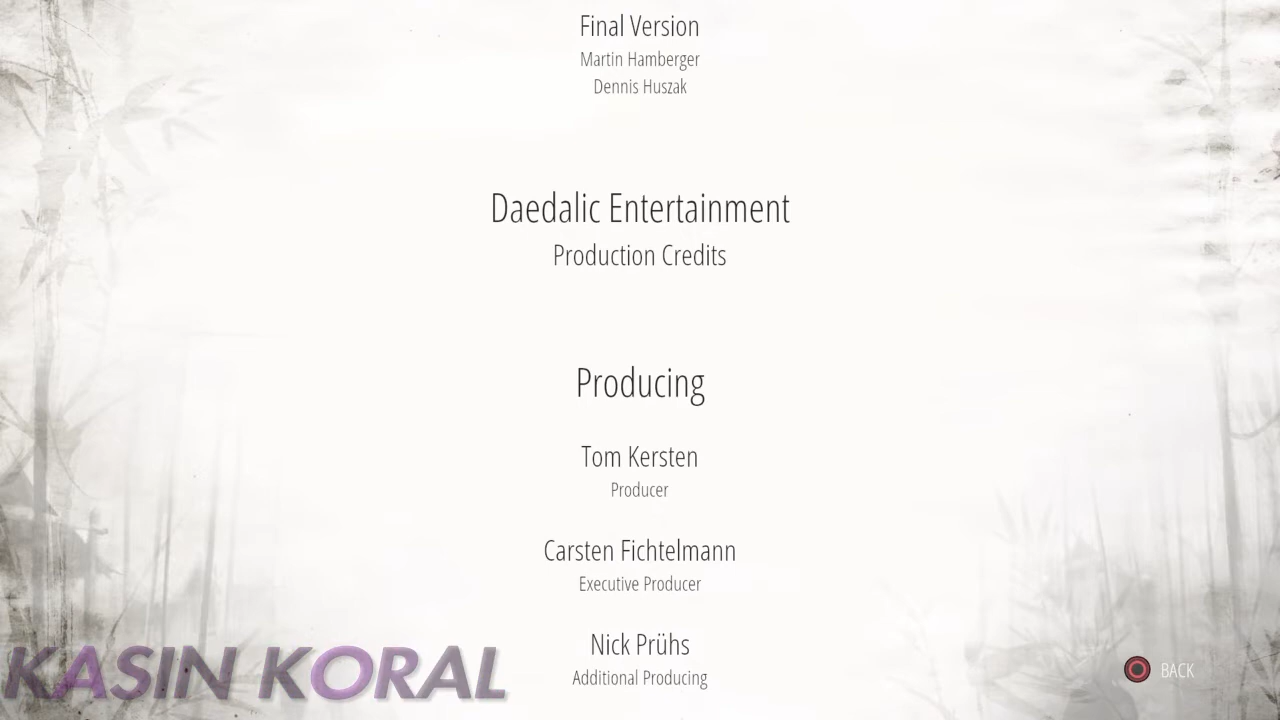 Final Version
Martin Hamberger
Dennis Huszak
Daedalic Entertainment
Production Credits
Producing
Tom Kersten
Producer
Carsten Fichtelmann
Executive Producer
Nick Prühs
Additional Producing
KASIN KORAL
BACK